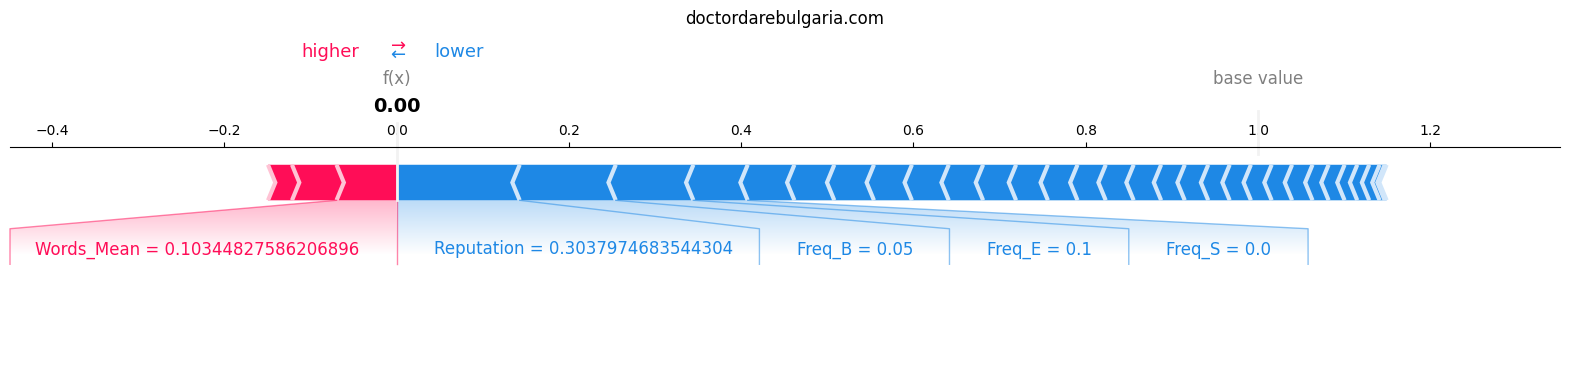 doctordarebulgaria.com
higher ⇄ lower
f(x) base value
0.00
−0.4 −0.2 0.0 0.2 0.4 0.6 0.8 1.0 1.2
Words_Mean = 0.10344827586206896 Reputation = 0.3037974683544304 Freq_B = 0.05 Freq_E = 0.1 Freq_S = 0.0